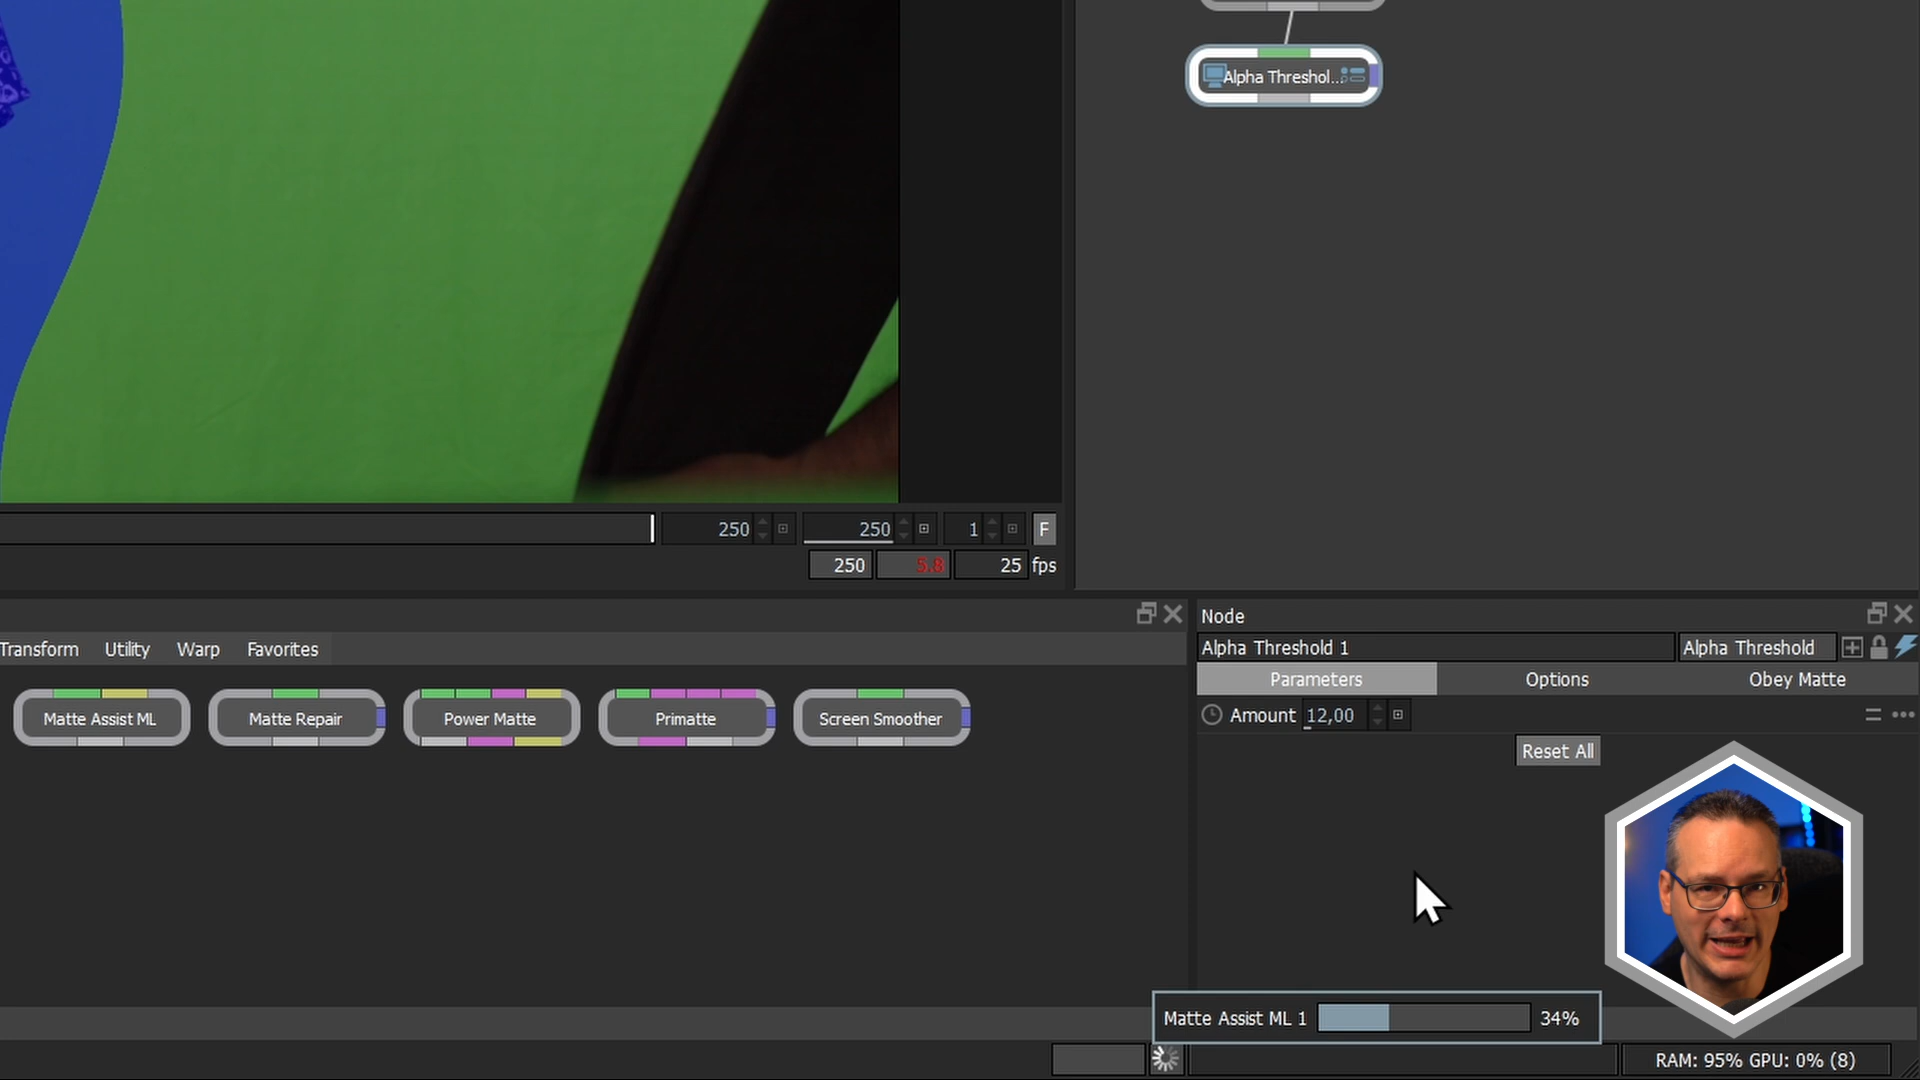 Alpha Threshol...
250 250 1 F
250 5.8 25 fps
Transform Utility Warp Favorites
Matte Assist ML Matte Repair Power Matte Primatte Screen Smoother
Node
Alpha Threshold 1 Alpha Threshold
Parameters Options Obey Matte
Amount 12,00
Reset All
Matte Assist ML 1 34%
RAM: 95% GPU: 0% (8)